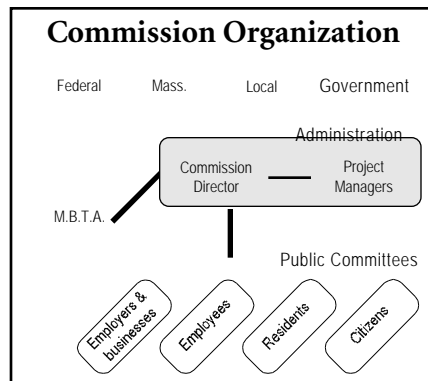 Commission Organization
Federal Mass. Local Government
Administration
Commission Project
Director Managers
M.B.T.A.
Public Committees
Employers &
businesses
Employees
Residents
Citizens